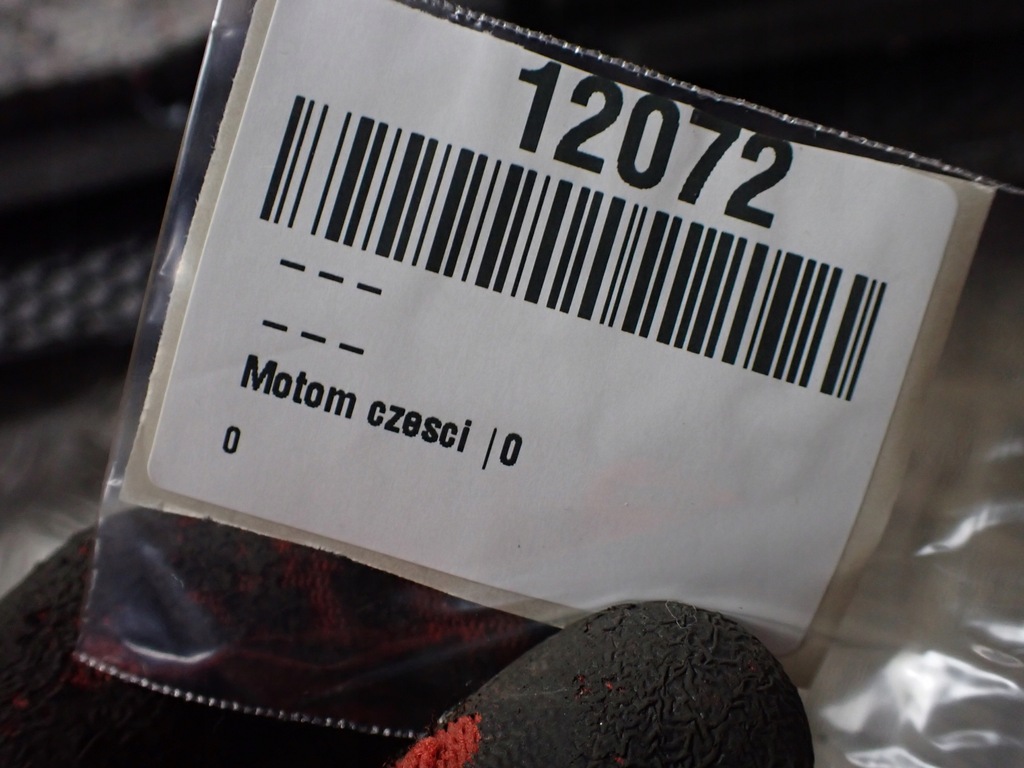 12072
---
---
Motom czesci |0
0